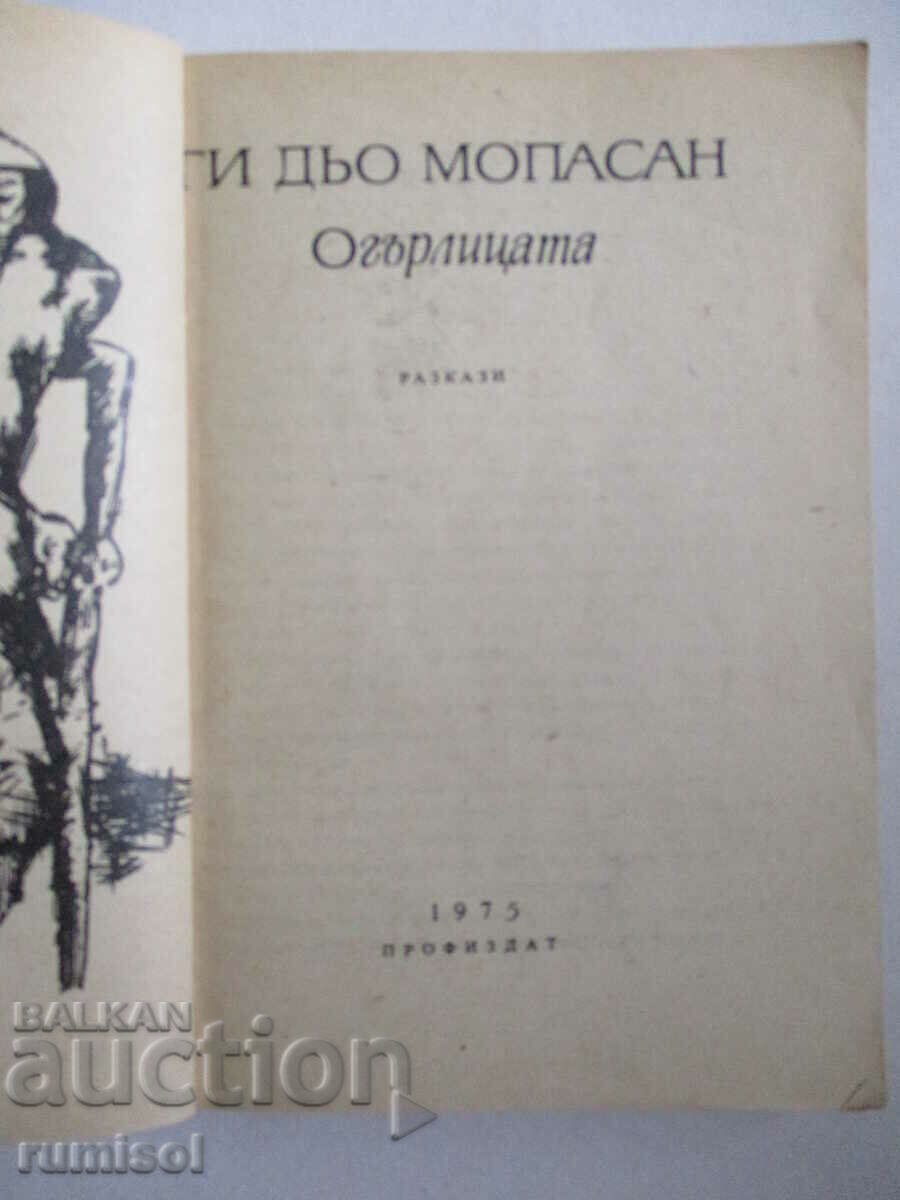 ГИ ДЬО МОПАСАН
Огърлицата
РАЗКАЗИ
1975
ПРОФИЗДАТ
BALKAN
auction
rumisol